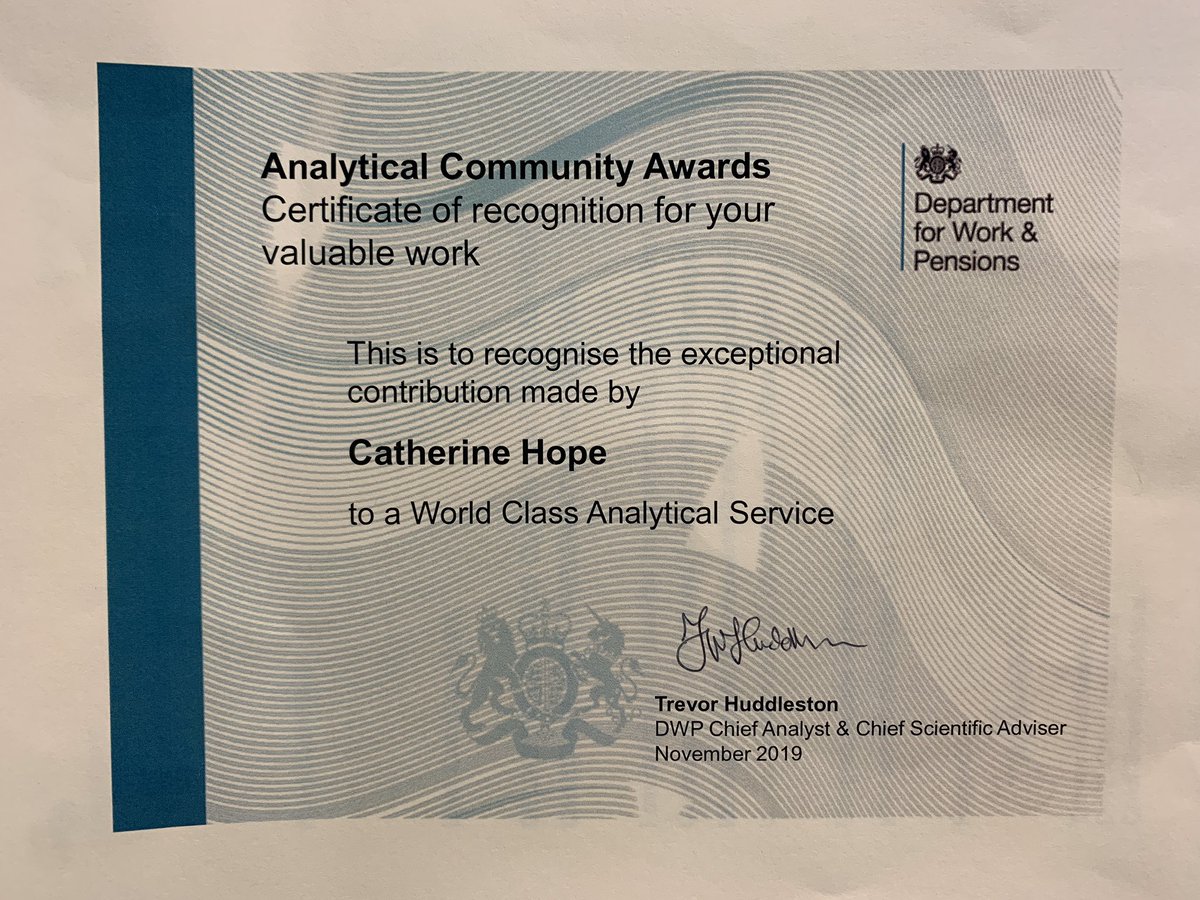 Analytical Community Awards
Certificate of recognition for your
valuable work
Department
for Work &
Pensions
This is to recognise the exceptional
contribution made by
Catherine Hope
to a World Class Analytical Service
TW Huddleston
Trevor Huddleston
DWP Chief Analyst & Chief Scientific Adviser
November 2019